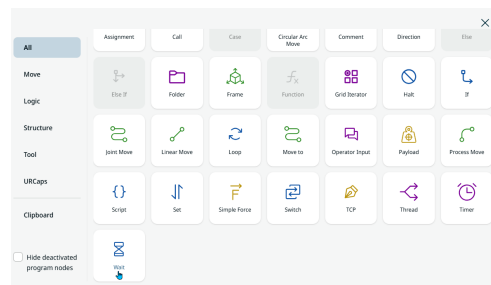 All
Move
Logic
Structure
Tool
URCaps
Clipboard
Hide deactivated
program nodes
Assignment
Call
Case
Circular Arc
Move
Comment
Direction
Else
Else If
Folder
Frame
Function
Grid Iterator
Halt
If
Joint Move
Linear Move
Loop
Move to
Operator Input
Payload
Process Move
Script
Set
Simple Force
Switch
TCP
Thread
Timer
Wait